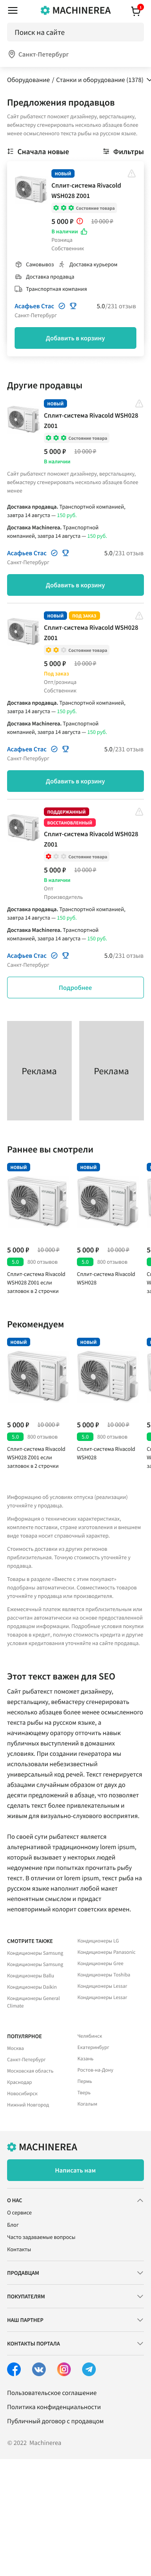 MACHINEREA
1
Поиск на сайте
Санкт-Петербург
Оборудование / Станки и оборудование (1378)
Предложения продавцов
Сайт рыбатекст поможет дизайнеру, верстальщику,
вебмастеру сгенерировать несколько абзацев более
менее осмысленного текста рыбы на русском языке.
Сначала новые
Фильтры
НОВЫЙ
Сплит-система Rivacold
WSH028 Z001
Состояние товара
5 000 ₽ 10 000 ₽
В наличии
Розница
Собственник
Самовывоз
Доставка курьером
Доставка продавца
Транспортная компания
Асафьев Стас
5.0/231 отзыв
Санкт-Петербург
Добавить в корзину
Другие продавцы
НОВЫЙ
Сплит-система Rivacold WSH028
Z001
Состояние товара
5 000 ₽ 10 000 ₽
В наличии
Сайт рыбатекст поможет дизайнеру, верстальщику,
вебмастеру сгенерировать несколько абзацев более
менее
Доставка продавца. Транспортной компанией,
завтра 14 августа — 150 руб.
Доставка Machinerea. Транспортной
компанией, завтра 14 августа — 150 руб.
Асафьев Стас
5.0/231 отзыв
Санкт-Петербург
Добавить в корзину
НОВЫЙ
ПОД ЗАКАЗ
Сплит-система Rivacold WSH028
Z001
Состояние товара
5 000 ₽ 10 000 ₽
Под заказ
Опт/розница
Собственник
Доставка продавца. Транспортной компанией,
завтра 14 августа — 150 руб.
Доставка Machinerea. Транспортной
компанией, завтра 14 августа — 150 руб.
Асафьев Стас
5.0/231 отзыв
Санкт-Петербург
Добавить в корзину
ПОДДЕРЖАННЫЙ
ВОССТАНОВЛЕННЫЙ
Сплит-система Rivacold WSH028
Z001
Состояние товара
5 000 ₽ 10 000 ₽
В наличии
Опт
Производитель
Доставка продавца. Транспортной компанией,
завтра 14 августа — 150 руб.
Доставка Machinerea. Транспортной
компанией, завтра 14 августа — 150 руб.
Асафьев Стас
5.0/231 отзыв
Санкт-Петербург
Подробнее
Реклама
Реклама
Ранее вы смотрели
НОВЫЙ
НОВЫЙ
5 000 ₽ 10 000 ₽
5 000 ₽ 10 000 ₽
5.0 800 отзывов
5.0 800 отзывов
Сплит-система Rivacold
WSH028 Z001 если
заголовок в 2 строчки
Сплит-система Rivacold
WSH028
Рекомендуем
НОВЫЙ
НОВЫЙ
5 000 ₽ 10 000 ₽
5 000 ₽ 10 000 ₽
5.0 800 отзывов
5.0 800 отзывов
Сплит-система Rivacold
WSH028 Z001 если
заголовок в 2 строчки
Сплит-система Rivacold
WSH028
Информацию об условиях отпуска (реализации)
уточняйте у продавца.
Информация о технических характеристиках,
комплекте поставки, стране изготовления и внешнем
виде товара носит справочный характер.
Стоимость доставки из других регионов
приблизительная. Точную стоимость уточняйте у
продавца.
Товары в разделе «Вместе с этим покупают»
подобраны автоматически. Совместимость товаров
уточняйте у продавца или производителя.
Ежемесячный платеж является приблизительным или
рассчитан автоматически на основе предоставленной
продавцом информации. Подробные условия покупке
товара в кредит, полную стоимость кредита и другие
условия кредитования уточняйте на сайте продавца.
Этот текст важен для SEO
Сайт рыбатекст поможет дизайнеру,
верстальщику, вебмастеру сгенерировать
несколько абзацев более менее осмысленного
текста рыбы на русском языке, а
начинающему оратору отточить навык
публичных выступлений в домашних
условиях. При создании генератора мы
использовали небезизвестный
универсальный код речей. Текст генерируется
абзацами случайным образом от двух до
десяти предложений в абзаце, что позволяет
сделать текст более привлекательным и
живым для визуально-слухового восприятия.
По своей сути рыбатекст является
альтернативой традиционному lorem ipsum,
который вызывает у некторых людей
недоумение при попытках прочитать рыбу
текст. В отличии от lorem ipsum, текст рыба на
русском языке наполнит любой макет
непонятным смыслом и придаст
неповторимый колорит советских времен.
СМОТРИТЕ ТАКЖЕ
Кондиционеры Samsung
Кондиционеры Samsung
Кондиционеры Ballu
Кондиционеры Daikin
Кондиционеры General
Climate
Кондиционеры LG
Кондиционеры Panasonic
Кондиционеры Gree
Кондиционеры Toshiba
Кондиционеры Lessar
Кондиционеры Lessar
ПОПУЛЯРНОЕ
Москва
Санкт-Петербург
Московская область
Краснодар
Новосибирск
Нижний Новгород
Челябинск
Екатеринбург
Казань
Ростов-на-Дону
Пермь
Тверь
Когалым
MACHINEREA
Написать нам
О НАС
О сервисе
Блог
Часто задаваемые вопросы
Контакты
ПРОДАВЦАМ
ПОКУПАТЕЛЯМ
НАШ ПАРТНЕР
КОНТАКТЫ ПОРТАЛА
Пользовательское соглашение
Политика конфиденциальности
Публичный договор с продавцом
© 2022 Machinerea